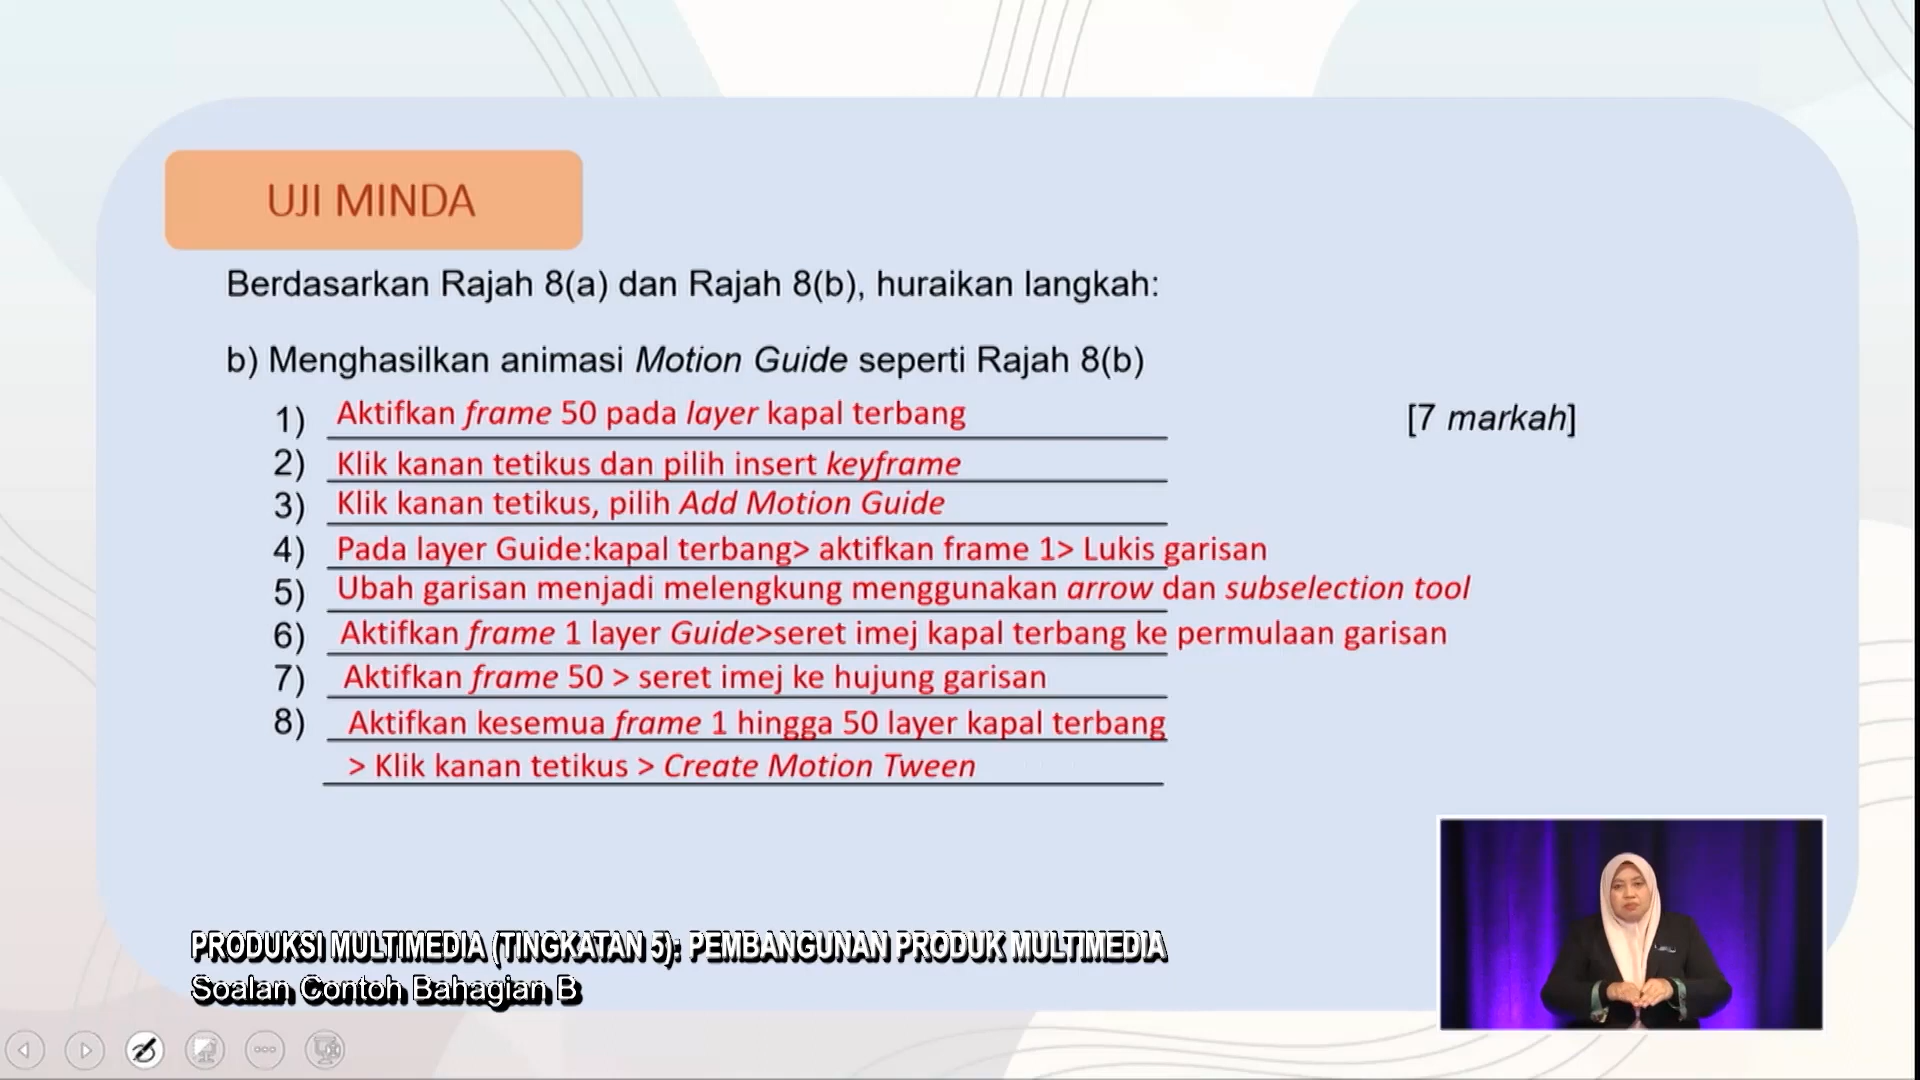 UJI MINDA
Berdasarkan Rajah 8(a) dan Rajah 8(b), huraikan langkah:
b) Menghasilkan animasi Motion Guide seperti Rajah 8(b)
[7 markah]
1) Aktifkan frame 50 pada layer kapal terbang
2) Klik kanan tetikus dan pilih insert keyframe
3) Klik kanan tetikus, pilih Add Motion Guide
4) Pada layer Guide:kapal terbang> aktifkan frame 1> Lukis garisan
5) Ubah garisan menjadi melengkung menggunakan arrow dan subselection tool
6) Aktifkan frame 1 layer Guide>seret imej kapal terbang ke permulaan garisan
7) Aktifkan frame 50 > seret imej ke hujung garisan
8) Aktifkan kesemua frame 1 hingga 50 layer kapal terbang
> Klik kanan tetikus > Create Motion Tween
PRODUKSI MULTIMEDIA (TINGKATAN 5): PEMBANGUNAN PRODUK MULTIMEDIA
Soalan Contoh Bahagian B